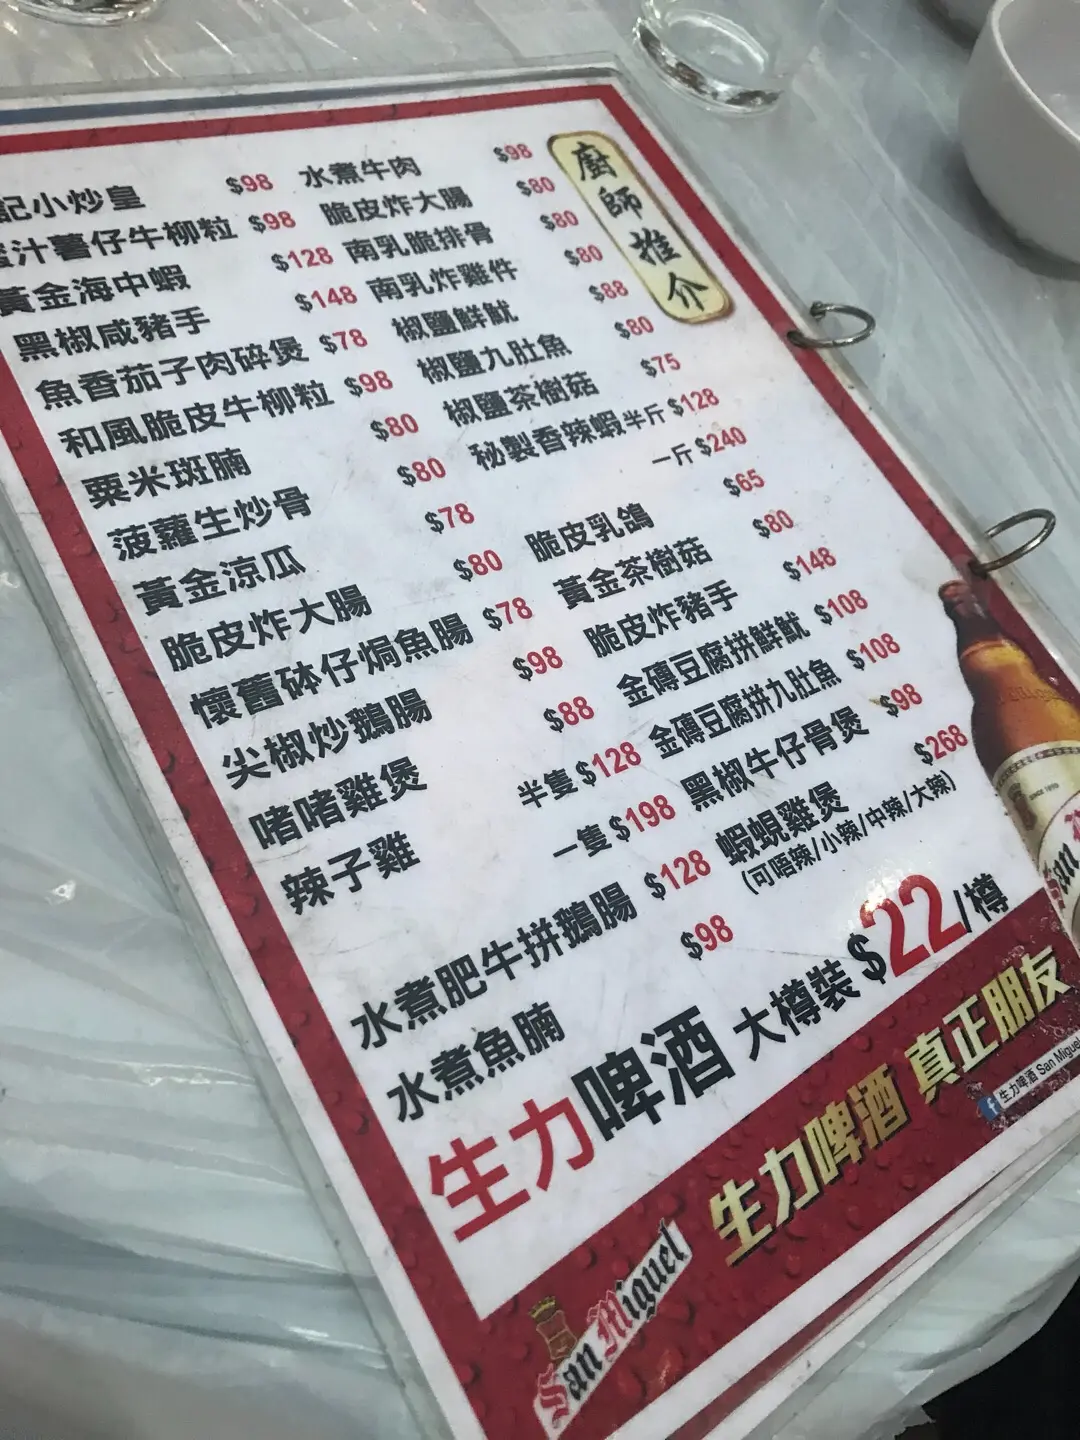 廚師推介
記小炒皇 $98
汁薯仔牛柳粒 $98
黃金海中蝦 $128
黑椒咸豬手 $148
魚香茄子肉碎煲 $78
和風脆皮牛柳粒 $98
粟米斑腩 $80
菠蘿生炒骨 $80
黃金涼瓜 $78
脆皮炸大腸 $80
懷舊砵仔焗魚腸 $78
尖椒炒鵝腸 $98
啫啫雞煲 $88
辣子雞 半隻 $128
一隻 $198
水煮肥牛拼鵝腸 $128
水煮魚腩 $98
水煮牛肉 $98
脆皮炸大腸 $80
南乳脆排骨 $80
南乳炸雞件 $80
椒鹽鮮魷 $88
椒鹽九肚魚 $80
椒鹽茶樹菇 $75
秘製香辣蝦 半斤 $128
一斤 $240
脆皮乳鴿 $65
黃金茶樹菇 $80
脆皮炸豬手 $148
金磚豆腐拼鮮魷 $108
金磚豆腐拼九肚魚 $108
黑椒牛仔骨煲 $98
蝦蜆雞煲 $268
(可唔辣/小辣/中辣/大辣)
生力啤酒 大樽裝 $22/樽
San Miguel
生力啤酒 真正朋友
生力啤酒 San Miguel
SINCE 1890